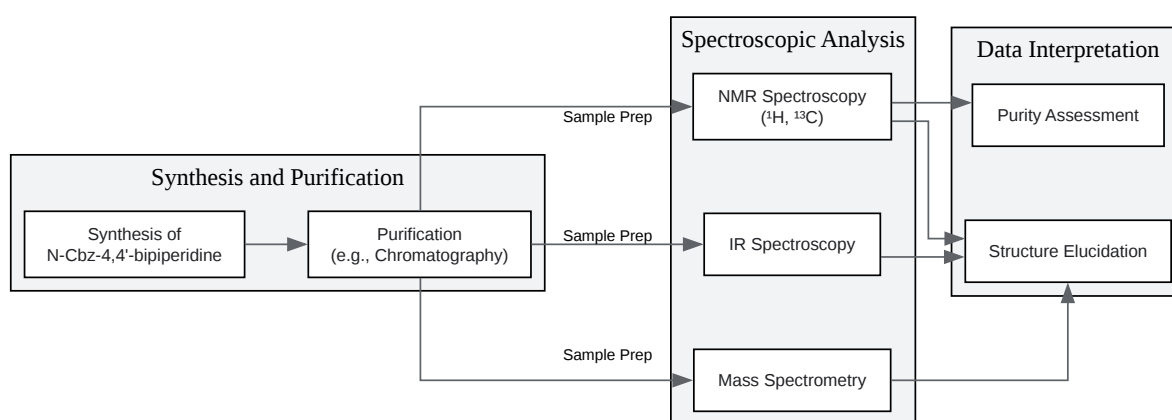 Spectroscopic Analysis
Data Interpretation
NMR Spectroscopy
(¹H, ¹³C)
Purity Assessment
Sample Prep
Synthesis and Purification
Synthesis of
N-Cbz-4,4'-bipiperidine
Purification
(e.g., Chromatography)
Sample Prep
IR Spectroscopy
Structure Elucidation
Sample Prep
Mass Spectrometry